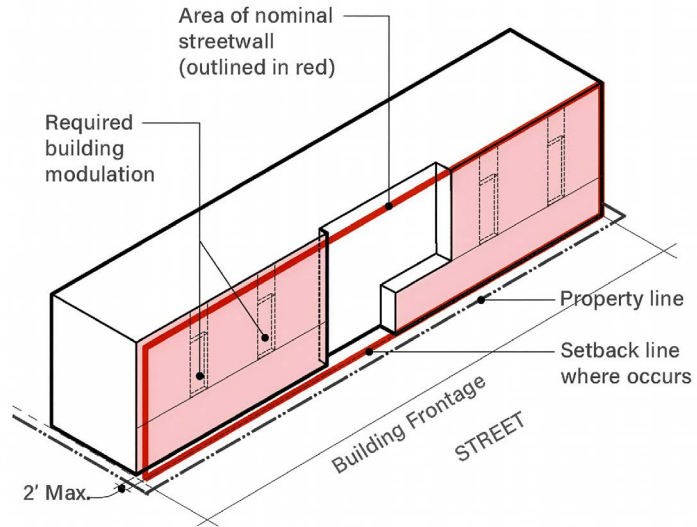 Area of nominal
streetwall
(outlined in red)
Required
building
modulation
Property line
Setback line
where occurs
Building Frontage
STREET
2' Max.